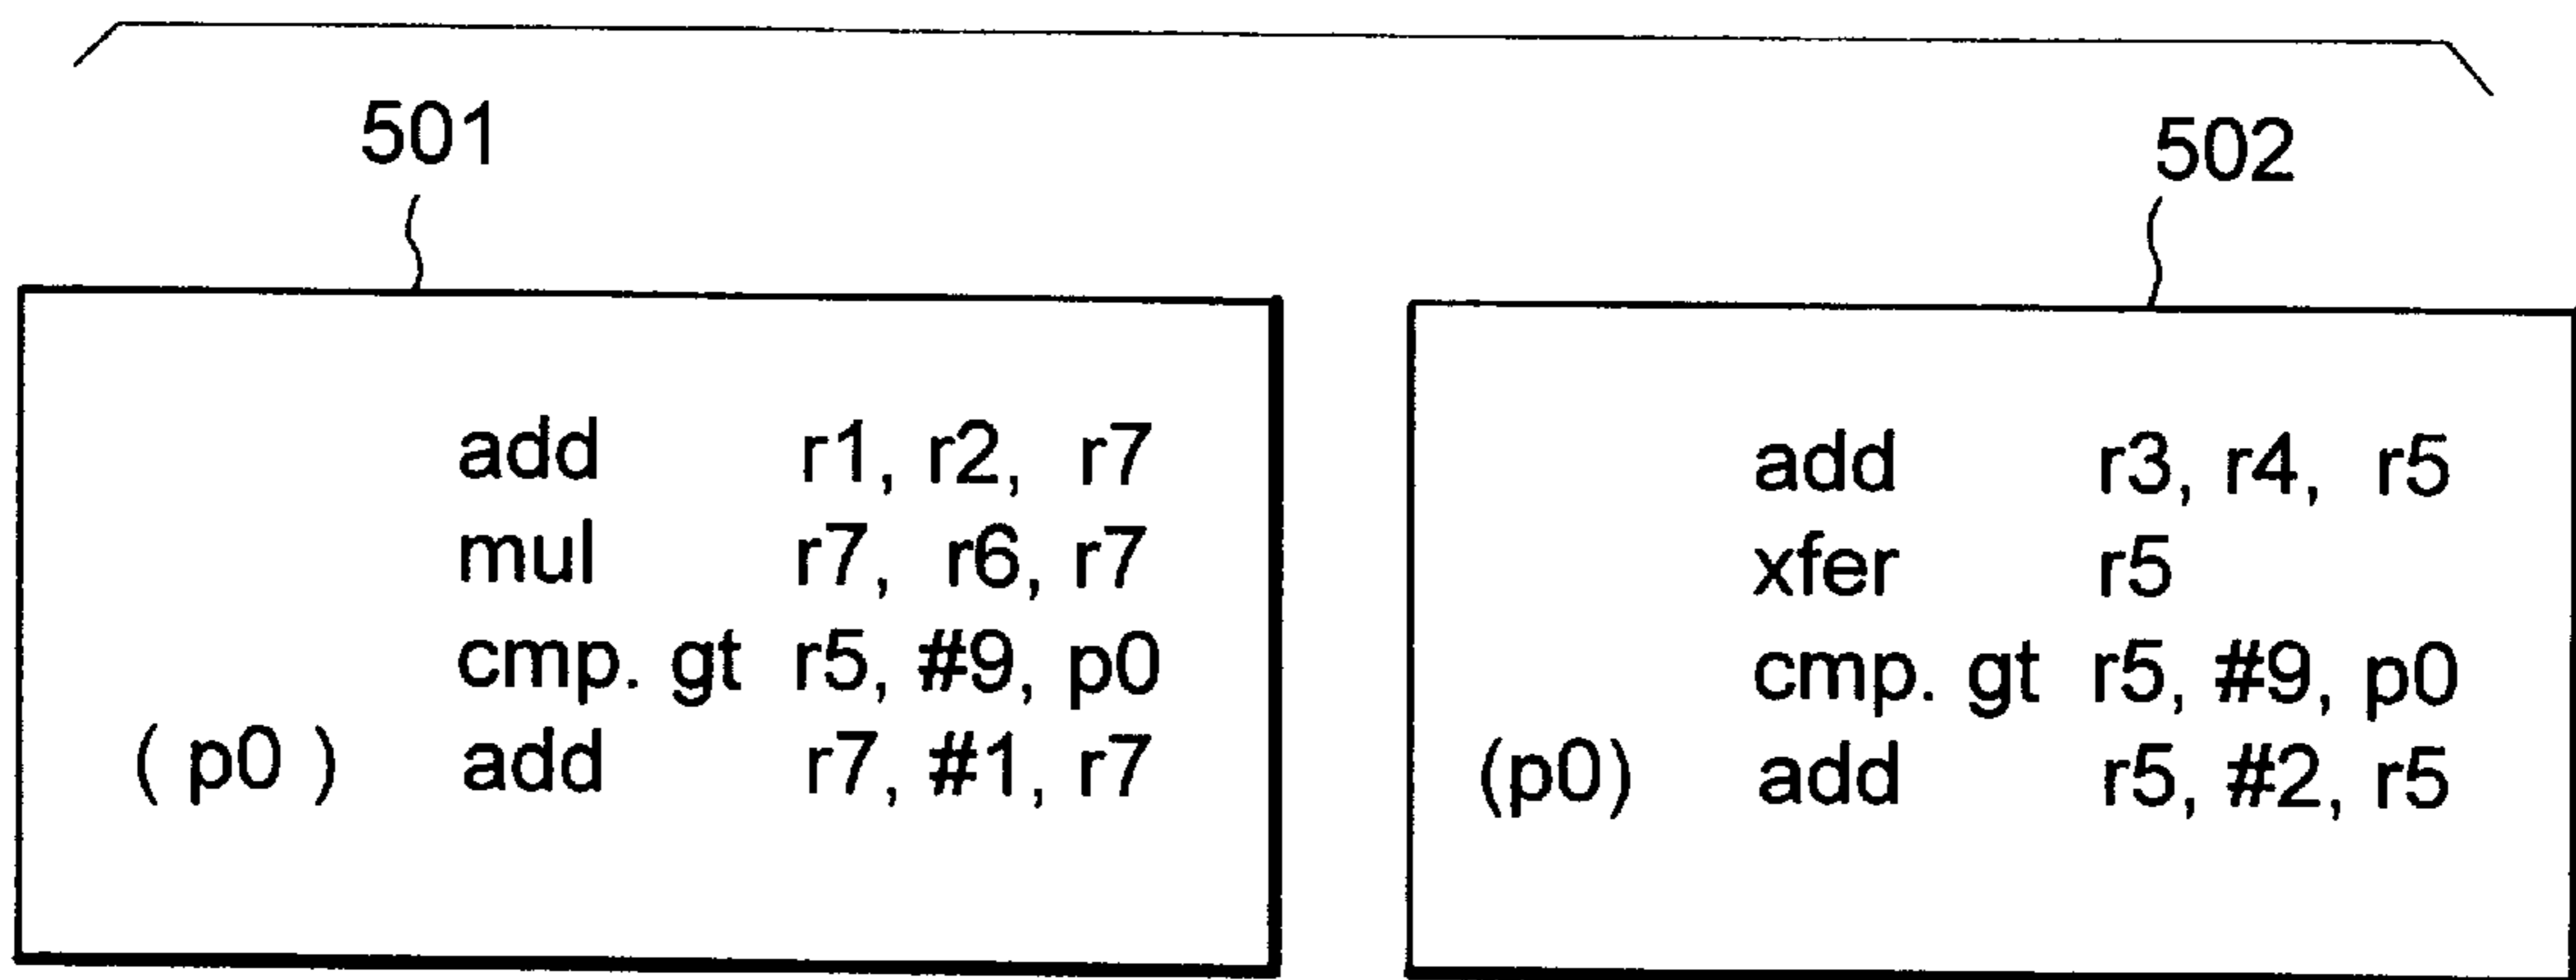 501
add r1, r2, r7
mul r7, r6, r7
cmp. gt r5, #9, p0
( p0 ) add r7, #1, r7
502
add r3, r4, r5
xfer r5
cmp. gt r5, #9, p0
(p0) add r5, #2, r5